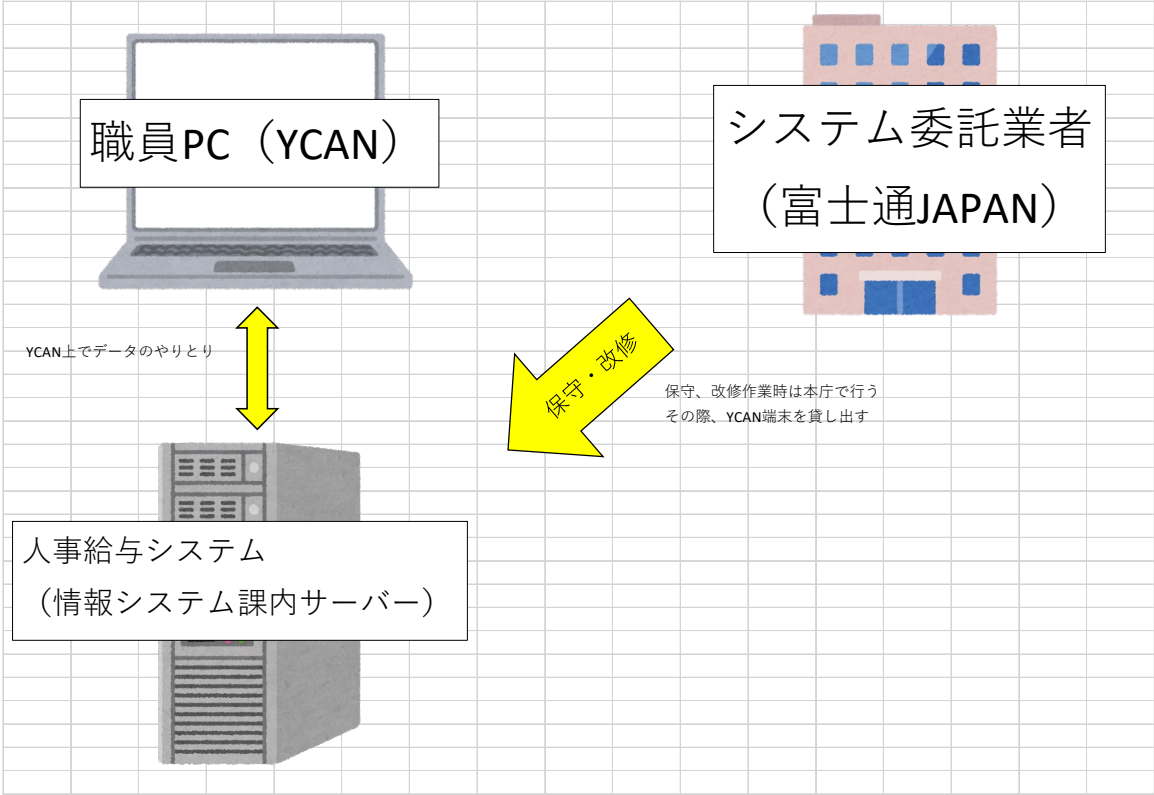 職員PC（YCAN）
システム委託業者
（富士通JAPAN）
YCAN上でデータのやりとり
保守・改修
保守、改修作業時は本庁で行う
その際、YCAN端末を貸し出す
人事給与システム
（情報システム課内サーバー）